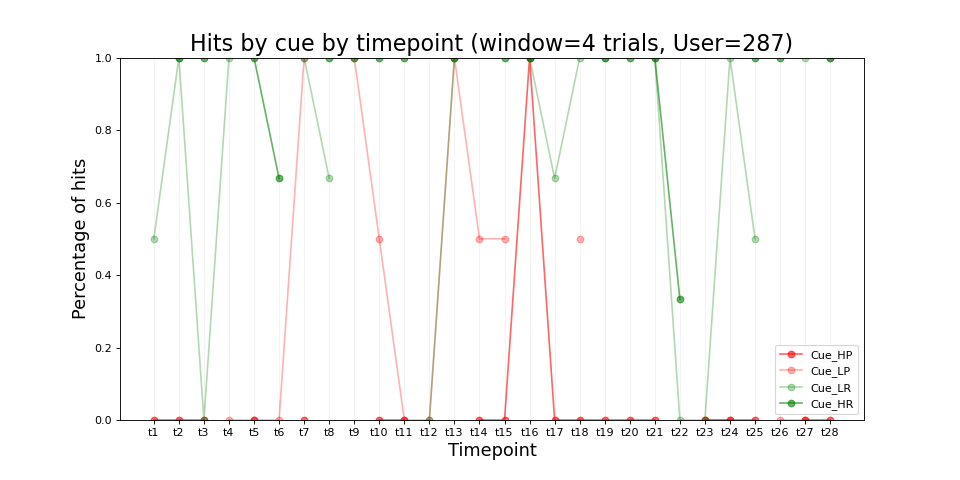 Hits by cue by timepoint (window=4 trials, User=287)
Percentage of hits
1.0
0.8
0.6
0.4
0.2
0.0
Cue_HP
Cue_LP
Cue_LR
Cue_HR
t1 t2 t3 t4 t5 t6 t7 t8 t9 t10 t11 t12 t13 t14 t15 t16 t17 t18 t19 t20 t21 t22 t23 t24 t25 t26 t27 t28
Timepoint